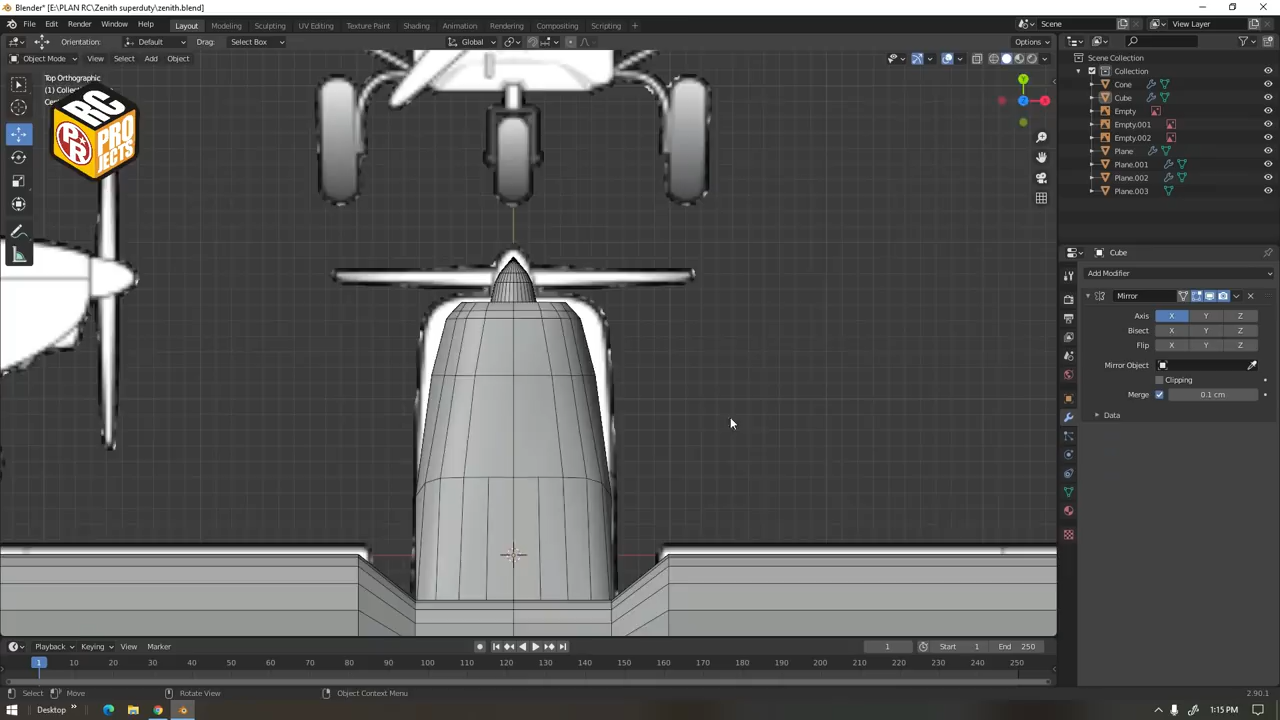 Blender* [E:\PLAN RC\Zenith superduty\zenith.blend]
File Edit Render Window Help Layout Modeling Sculpting UV Editing Texture Paint Shading Animation Rendering Compositing Scripting + Scene View Layer
Orientation: Default Drag: Select Box Global Options
Object Mode View Select Add Object
Top Orthographic
(1)
RC
PR
PROJECTS
Scene Collection
Collection
Cone
Cube
Empty
Empty.001
Empty.002
Plane
Plane.001
Plane.002
Plane.003
Y
X
Z
Cube
Add Modifier
Mirror
Axis X Y Z
Bisect X Y Z
Flip X Y Z
Mirror Object
Clipping
Merge 0.1 cm
Data
Playback Keying View Marker 1 Start 1 End 250
1 10 20 30 40 50 60 70 80 90 100 110 120 130 140 150 160 170 180 190 200 210 220 230 240 250
Select Move Rotate View Object Context Menu 2.90.1
Desktop 1:15 PM